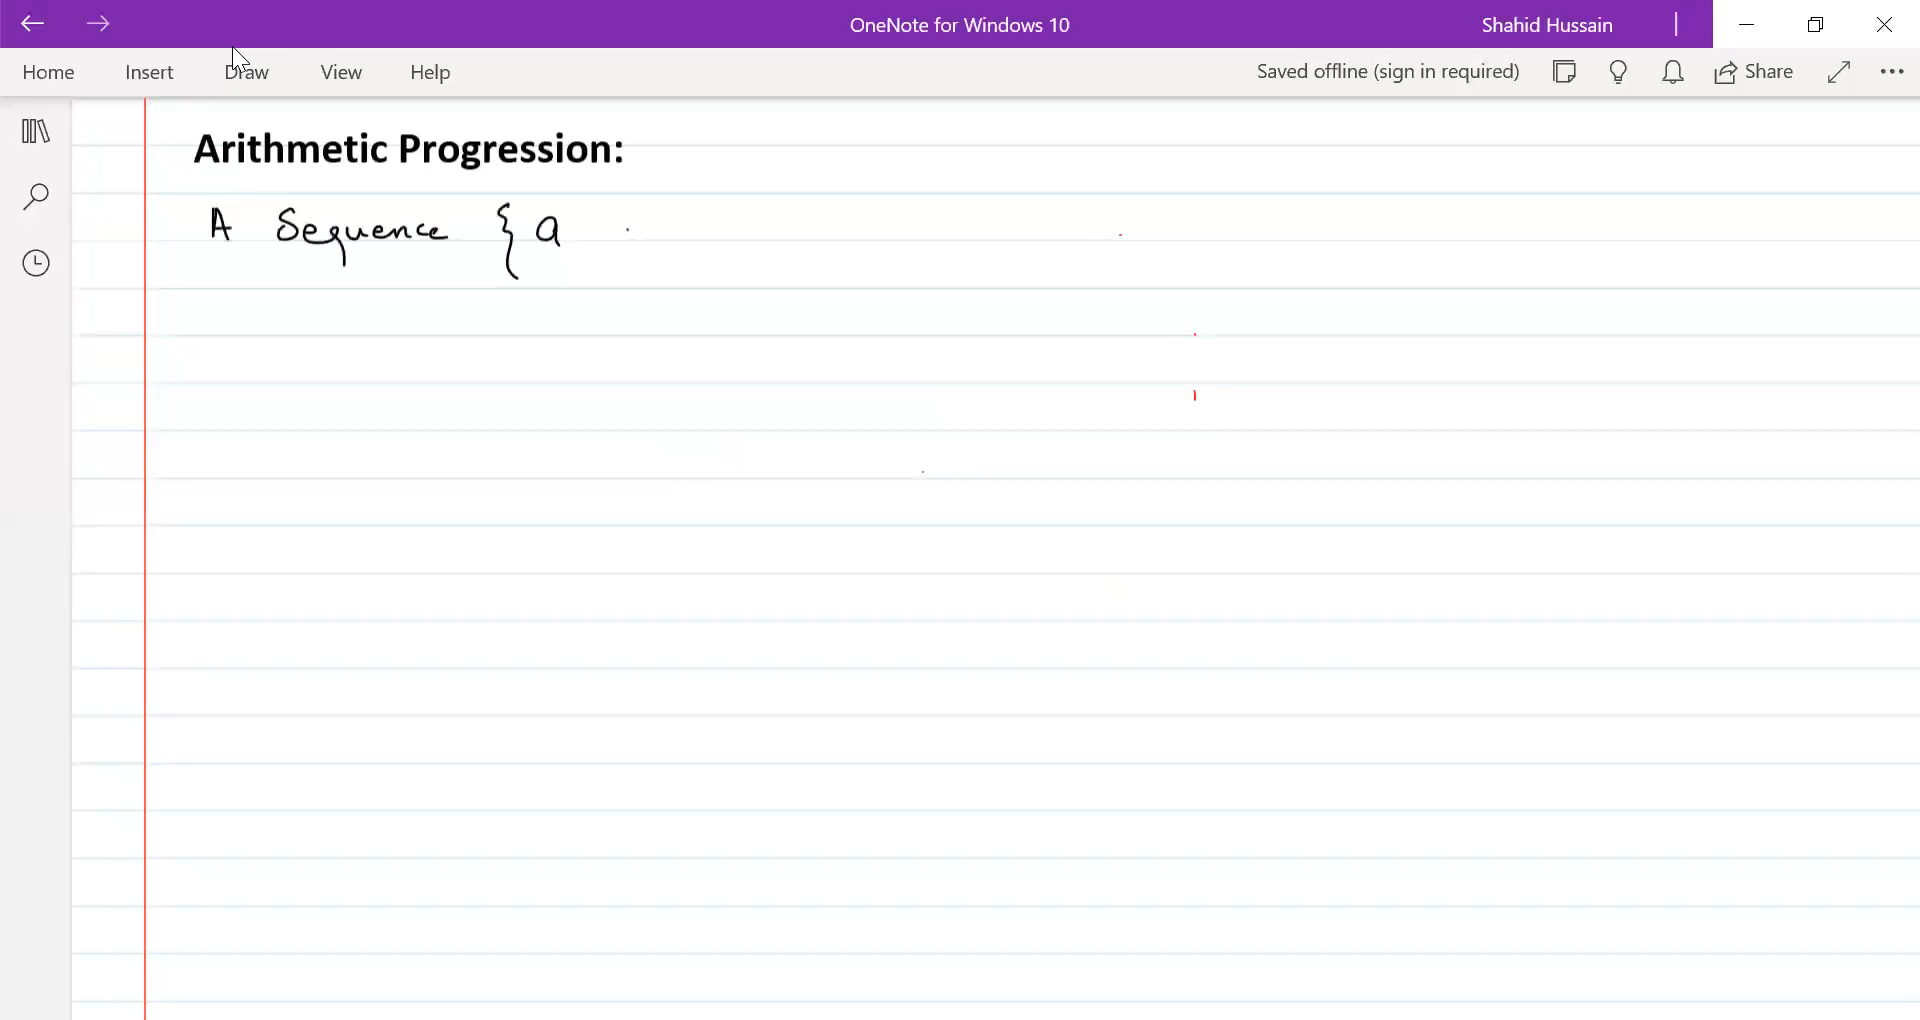 OneNote for Windows 10
Shahid Hussain
Home Insert Draw View Help
Saved offline (sign in required) Share
Arithmetic Progression:
A Sequence { a